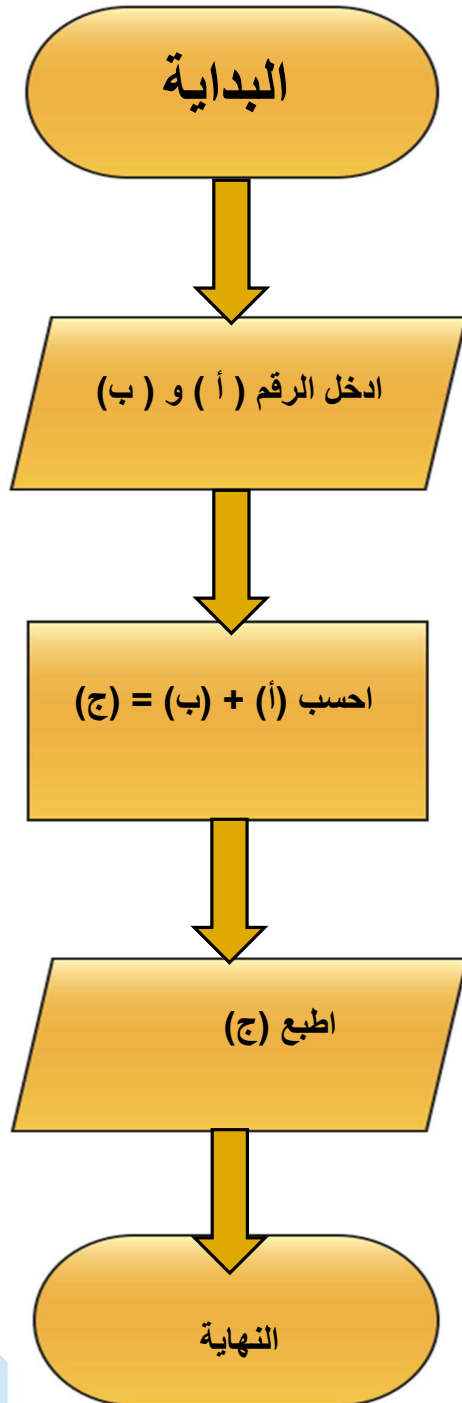 البداية
ادخل الرقم ( أ ) و ( ب)
احسب (أ) + (ب) = (ج)
اطبع (ج)
النهاية